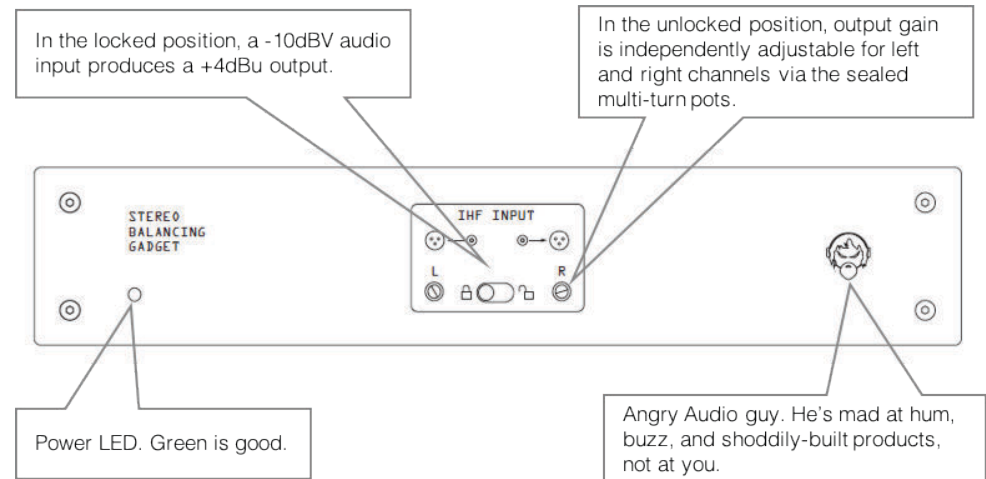 In the locked position, a -10dBV audio
input produces a +4dBu output.
In the unlocked position, output gain
is independently adjustable for left
and right channels via the sealed
multi-turn pots.
STEREO
BALANCING
GADGET
IHF INPUT
L
R
Power LED. Green is good.
Angry Audio guy. He's mad at hum,
buzz, and shoddily-built products,
not at you.